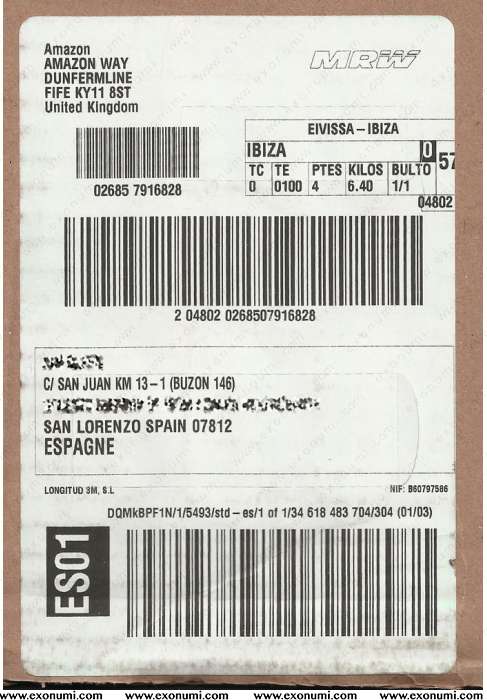 Amazon
AMAZON WAY
DUNFERMLINE
FIFE KY11 8ST
United Kingdom
MRW
02685 7916828
EIVISSA – IBIZA
IBIZA 0 57
TC TE PTES KILOS BULTO
0 0100 4 6.40 1/1
04802
2 04802 0268507916828
C/ SAN JUAN KM 13 – 1 (BUZON 146)
SAN LORENZO SPAIN 07812
ESPAGNE
LONGITUD 3M, S.L NIF: B60797586
DQMkBPF1N/1/5493/std – es/1 of 1/34 618 483 704/304 (01/03)
ES01
www.exonumi.com www.exonumi.com www.exonumi.com www.exonumi.com